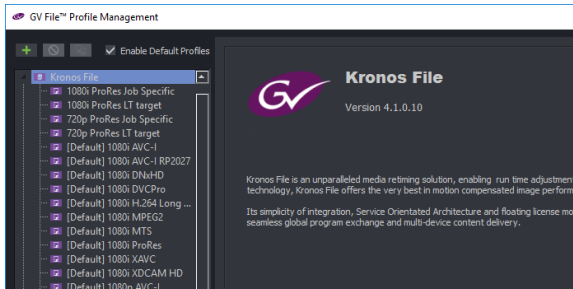 GV File™ Profile Management
Enable Default Profiles
Kronos File
1080i ProRes Job Specific
1080i ProRes LT target
720p ProRes Job Specific
720p ProRes LT target
[Default] 1080i AVC-I
[Default] 1080i AVC-I RP2027
[Default] 1080i DNxHD
[Default] 1080i DVCPro
[Default] 1080i H.264 Long ...
[Default] 1080i MPEG2
[Default] 1080i MTS
[Default] 1080i ProRes
[Default] 1080i XAVC
[Default] 1080i XDCAM HD
[Default] 1080p AVC-I
GV
Kronos File
Version 4.1.0.10
Kronos File is an unparalleled media retiming solution, enabling run time adjustment
technology, Kronos File offers the very best in motion compensated image perform
Its simplicity of integration, Service Orientated Architecture and floating license mo
seamless global program exchange and multi-device content delivery.